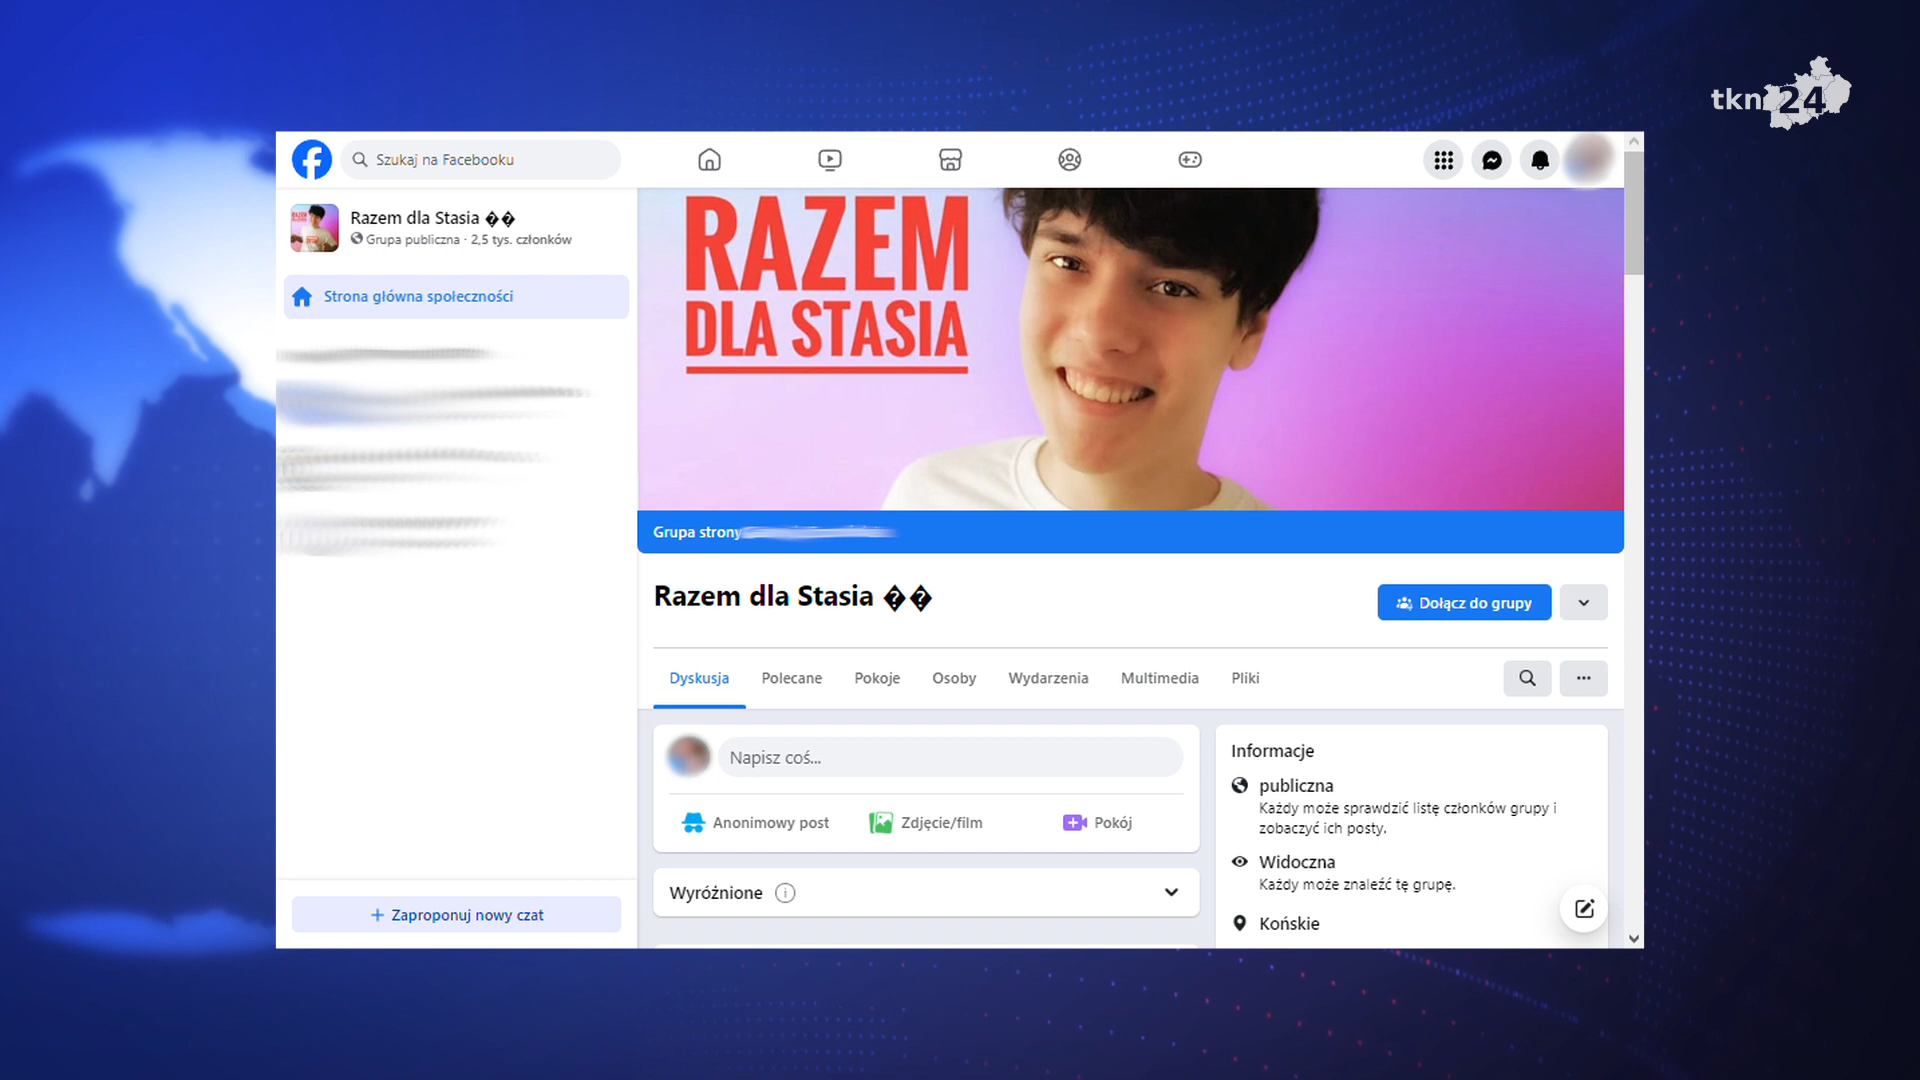 tkn24
Szukaj na Facebooku
Razem dla Stasia ��
Grupa publiczna · 2,5 tys. członków
Strona główna społeczności
Zaproponuj nowy czat
RAZEM
DLA STASIA
RAZEM
Grupa strony
Razem dla Stasia ��
Dołącz do grupy
Dyskusja Polecane Pokoje Osoby Wydarzenia Multimedia Pliki
Napisz coś...
Anonimowy post Zdjęcie/film Pokój
Wyróżnione
Informacje
publiczna
Każdy może sprawdzić listę członków grupy i
zobaczyć ich posty.
Widoczna
Każdy może znaleźć tę grupę.
Końskie